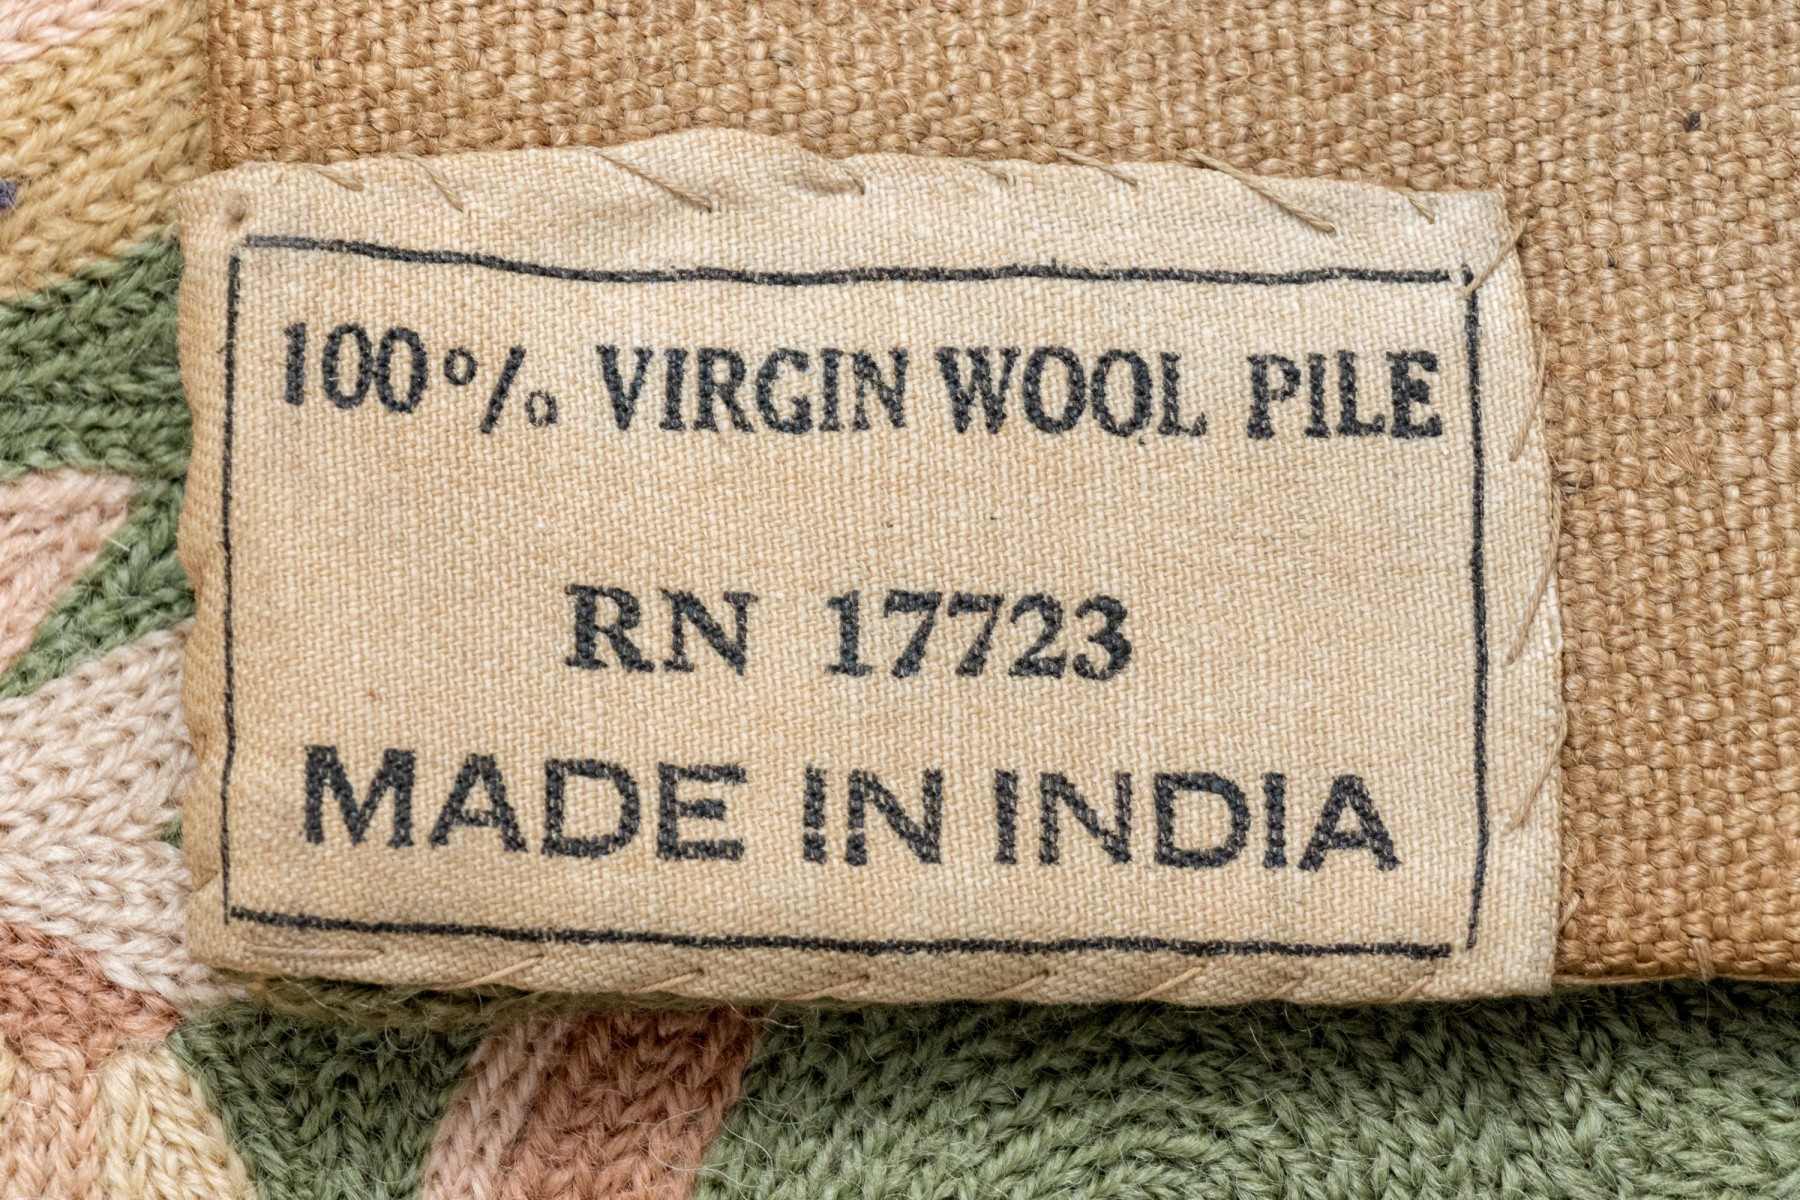 100% VIRGIN WOOL PILE
RN 17723
MADE IN INDIA